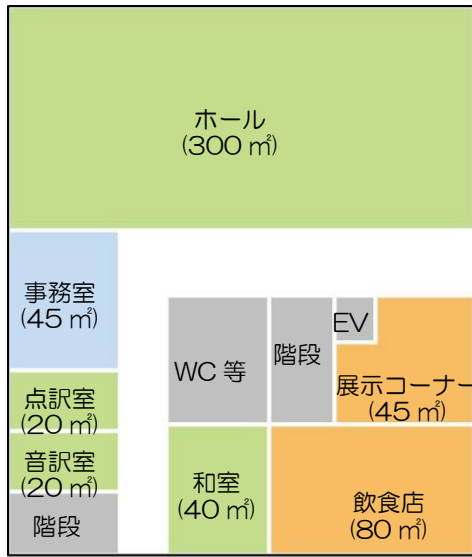 ホール
(300 ㎡)
事務室
(45 ㎡)
点訳室
(20 ㎡)
音訳室
(20 ㎡)
階段
WC 等
階段
EV
展示コーナー
(45 ㎡)
和室
(40 ㎡)
飲食店
(80 ㎡)